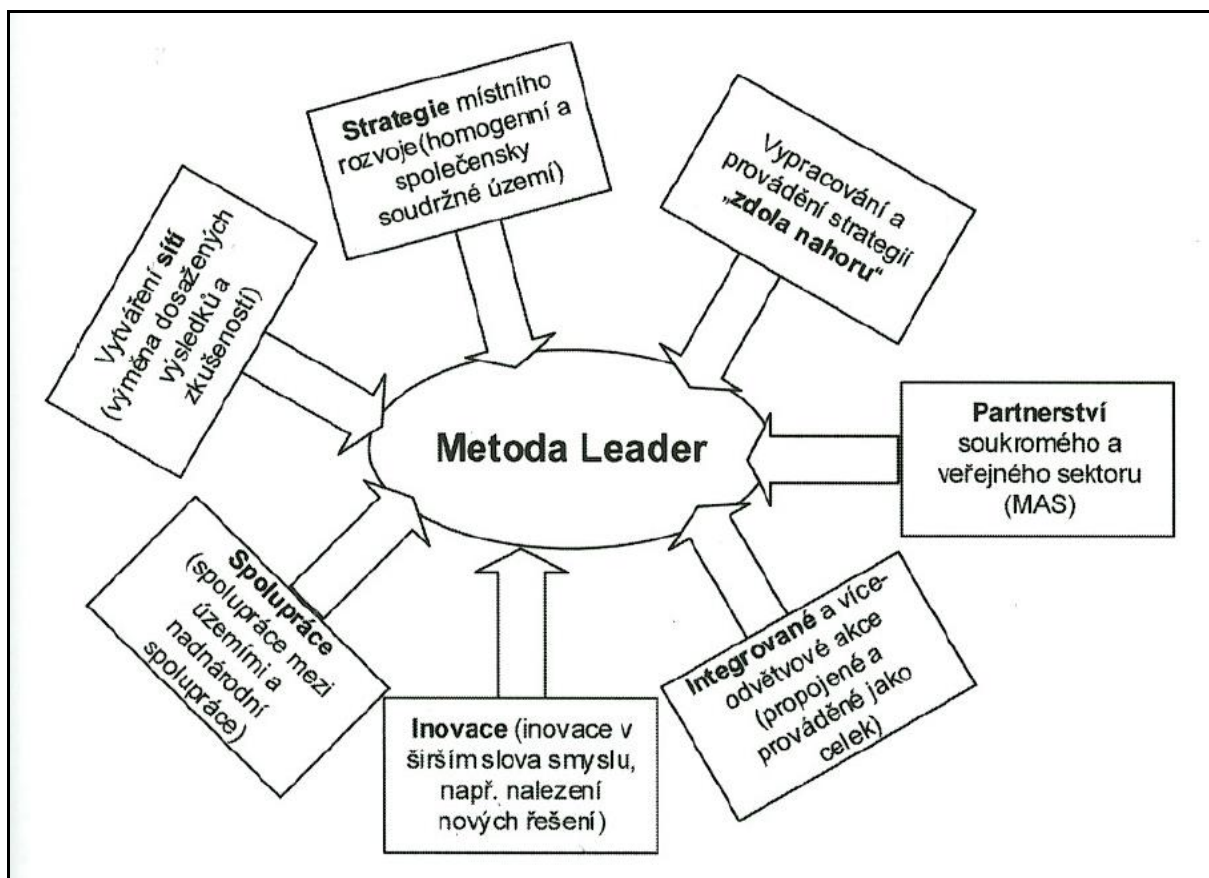 Strategie místního
rozvoje(homogenní a
společensky
soudržné území)
Vypracování a
provádění strategií
„zdola nahoru“
Vytváření sítí
(výměna dosažených
výsledků a
zkušeností)
Metoda Leader
Partnerství
soukromého a
veřejného sektoru
(MAS)
Spolupráce
(spolupráce mezi
územími a
nadnárodní
spolupráce)
Inovace (inovace v
širším slova smyslu,
např. nalezení
nových řešení)
Integrované a více-
odvětvové akce
(propojené a
prováděné jako
celek)